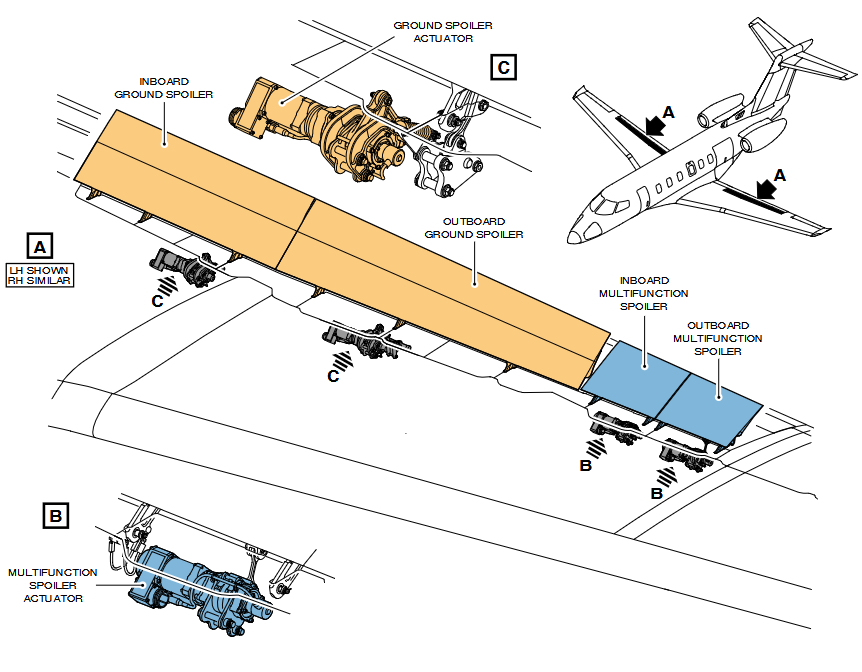 GROUND SPOILER
ACTUATOR
C
INBOARD
GROUND SPOILER
A
A
OUTBOARD
GROUND SPOILER
A
LH SHOWN
RH SIMILAR
INBOARD
MULTIFUNCTION
SPOILER
C
OUTBOARD
MULTIFUNCTION
SPOILER
C
B
B
B
MULTIFUNCTION
SPOILER
ACTUATOR